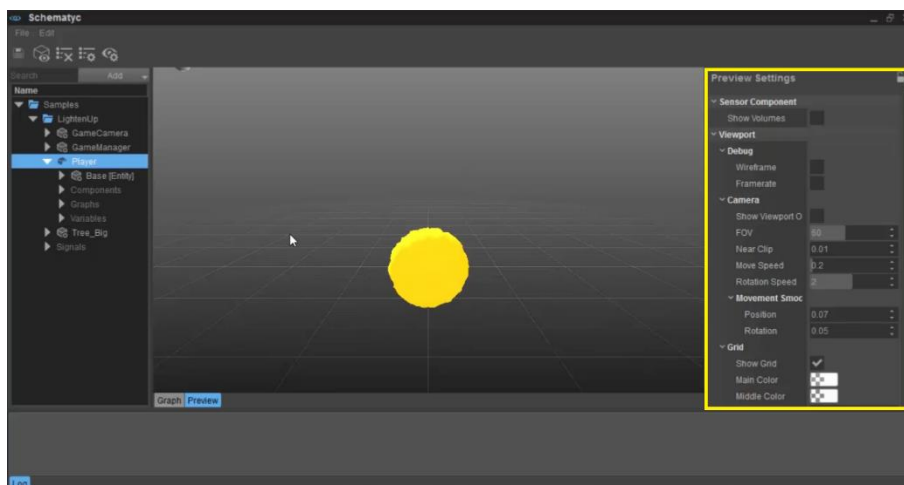 Schematyc
File Edit
Search Add
Name
Samples
LightenUp
GameCamera
GameManager
Player
Base [Entity]
Components
Graphs
Variables
Tree_Big
Signals
Graph Preview
Log
Preview Settings
Sensor Component
Show Volumes
Viewport
Debug
Wireframe
Framerate
Camera
Show Viewport O
FOV 60
Near Clip 0.01
Move Speed 0.2
Rotation Speed 2
Movement Smoc
Position 0.07
Rotation 0.05
Grid
Show Grid
Main Color
Middle Color